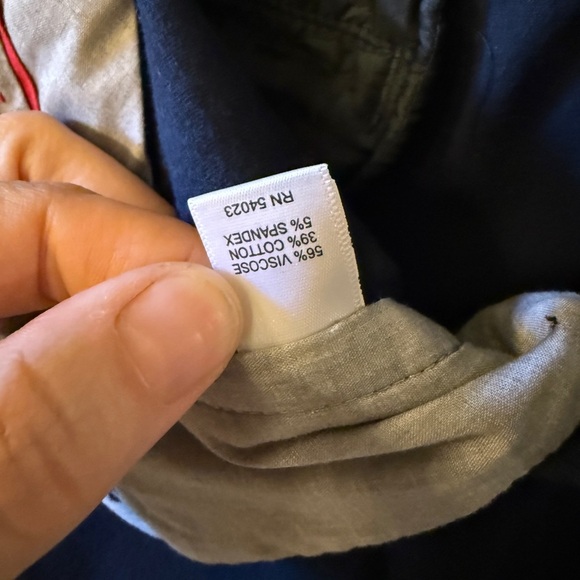 56% VISCOSE
39% COTTON
5% SPANDEX
RN 54023